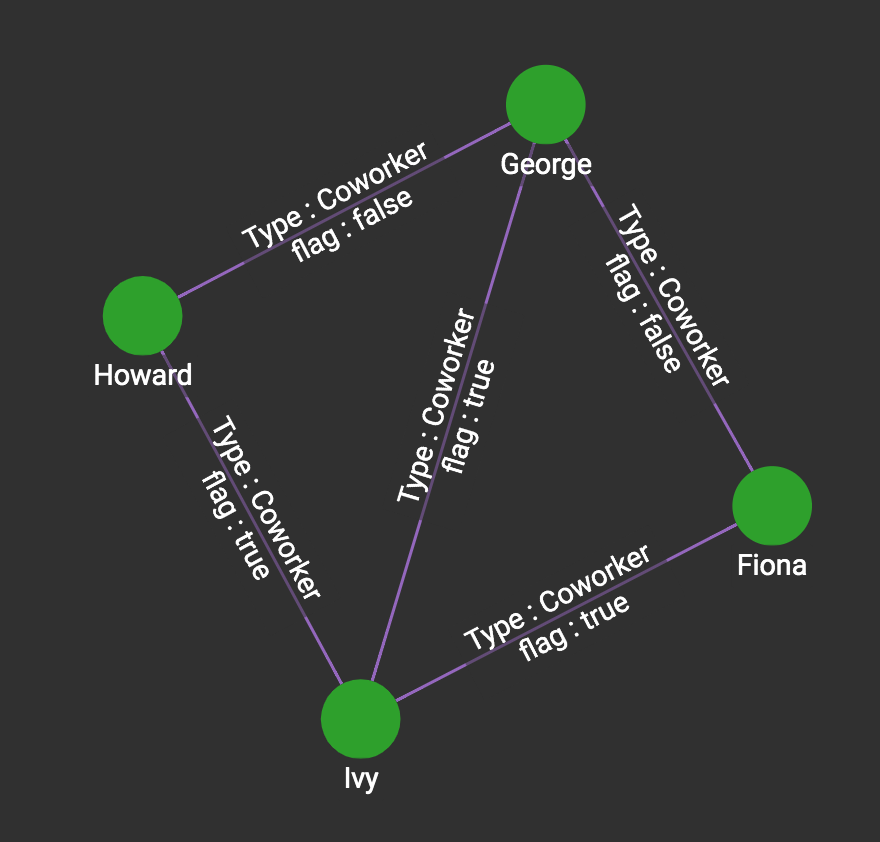 George
Type : Coworker
flag : false
Type : Coworker
flag : false
Howard
Type : Coworker
flag : true
Type : Coworker
flag : true
Fiona
Type : Coworker
flag : true
Ivy